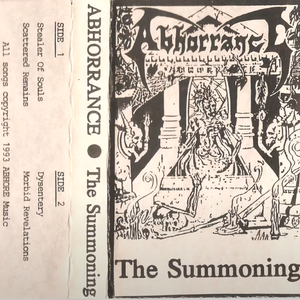 SIDE 1
Stealer Of Souls
Scattered Remains
SIDE 2
Dysentery
Morbid Revelations
All songs copyright 1993 ABHORE Music
ABHORRANCE ● The Summoning
Abhorrance
The Summoning